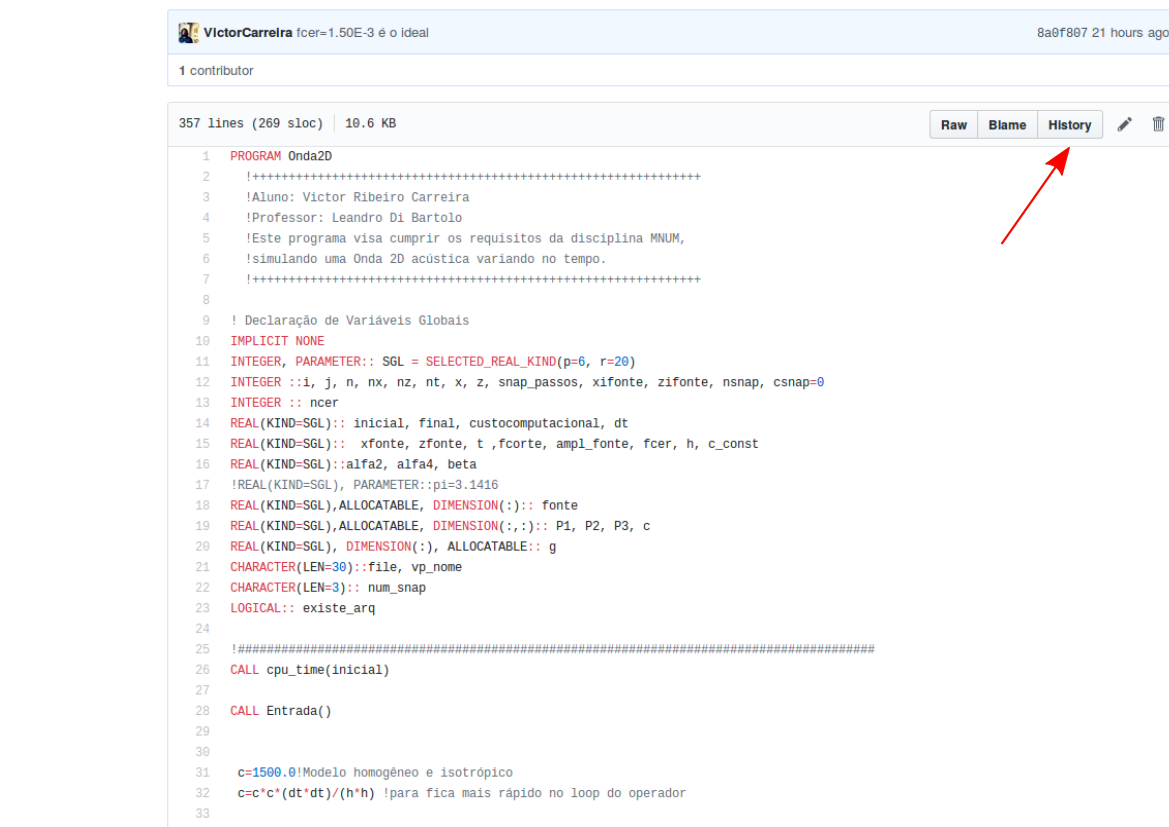 VictorCarreira fcer=1.50E-3 é o ideal 8a0f807 21 hours ago
1 contributor
357 lines (269 sloc) 10.6 KB Raw Blame History
1 PROGRAM Onda2D
2 !++++++++++++++++++++++++++++++++++++++++++++++++++++++++++++++
3 !Aluno: Victor Ribeiro Carreira
4 !Professor: Leandro Di Bartolo
5 !Este programa visa cumprir os requisitos da disciplina MNUM,
6 !simulando uma Onda 2D acústica variando no tempo.
7 !++++++++++++++++++++++++++++++++++++++++++++++++++++++++++++++
8
9 ! Declaração de Variáveis Globais
10 IMPLICIT NONE
11 INTEGER, PARAMETER:: SGL = SELECTED_REAL_KIND(p=6, r=20)
12 INTEGER ::i, j, n, nx, nz, nt, x, z, snap_passos, xifonte, zifonte, nsnap, csnap=0
13 INTEGER :: ncer
14 REAL(KIND=SGL):: inicial, final, custocomputacional, dt
15 REAL(KIND=SGL)::  xfonte, zfonte, t ,fcorte, ampl_fonte, fcer, h, c_const
16 REAL(KIND=SGL)::alfa2, alfa4, beta
17 !REAL(KIND=SGL), PARAMETER::pi=3.1416
18 REAL(KIND=SGL),ALLOCATABLE, DIMENSION(:):: fonte
19 REAL(KIND=SGL),ALLOCATABLE, DIMENSION(:,:):: P1, P2, P3, c
20 REAL(KIND=SGL), DIMENSION(:), ALLOCATABLE:: g
21 CHARACTER(LEN=30)::file, vp_nome
22 CHARACTER(LEN=3):: num_snap
23 LOGICAL:: existe_arq
24
25 !########################################################################################
26 CALL cpu_time(inicial)
27
28 CALL Entrada()
29
30
31 c=1500.0!Modelo homogêneo e isotrópico
32 c=c*c*(dt*dt)/(h*h) !para fica mais rápido no loop do operador
33